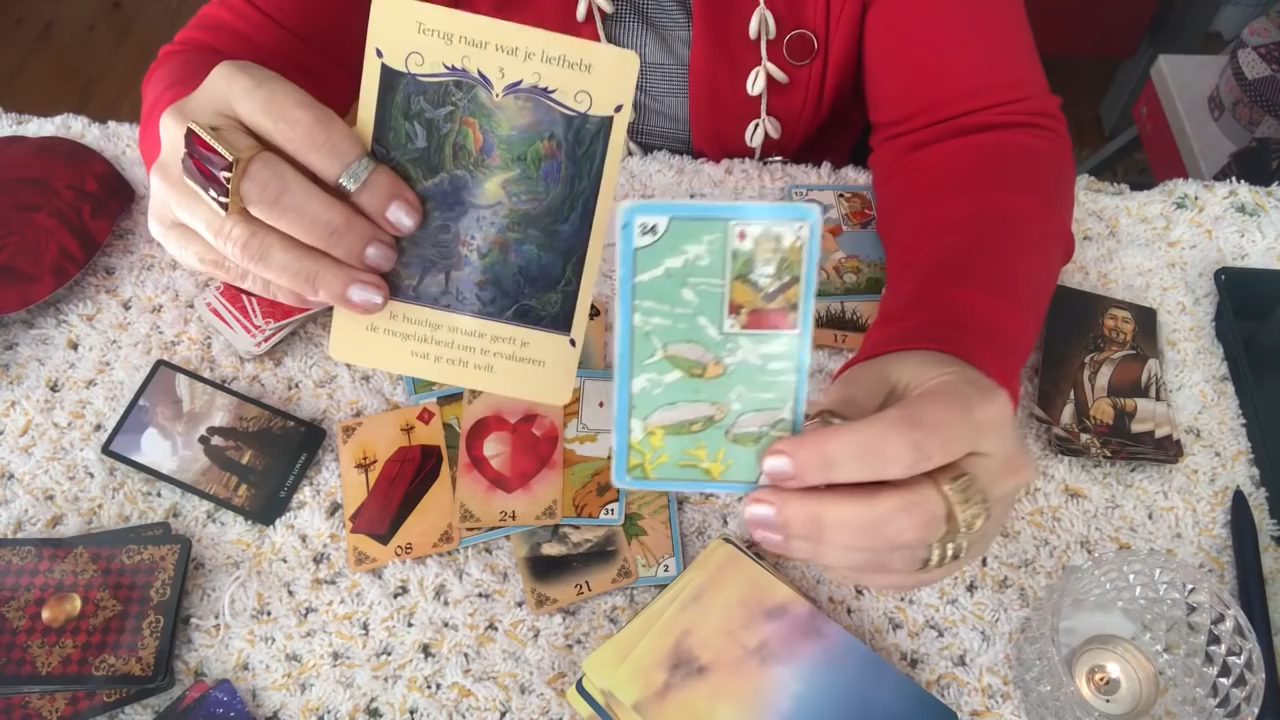 Terug naar wat je liefhebt
3
Je huidige situatie geeft je
de mogelijkheid om te evalueren
wat je echt wilt.
34
13
17
08
24
31
21
2